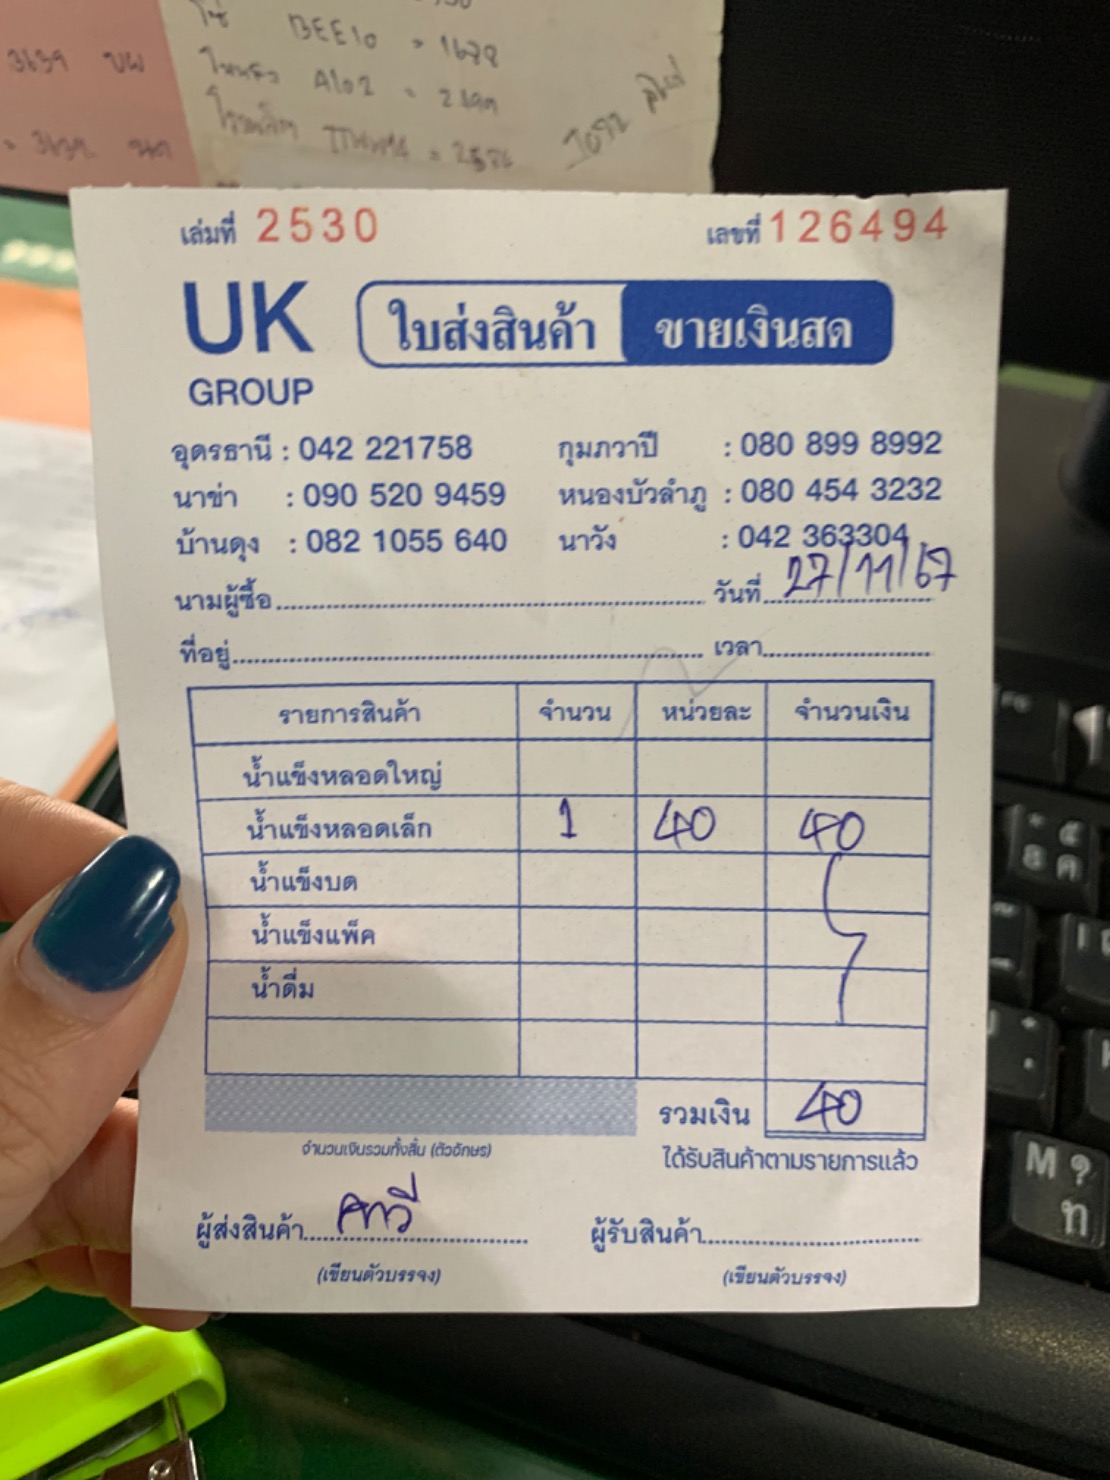 BEE10 = 1688
3639
A102
เล่มที่ 2530 เลขที่ 126494
UK GROUP ใบส่งสินค้า ขายเงินสด
อุดรธานี : 042 221758 กุมภวาปี : 080 899 8992
นาข่า : 090 520 9459 หนองบัวลำภู : 080 454 3232
บ้านดุง : 082 1055 640 นาวัง : 042 363304
นามผู้ซื้อ วันที่ 27/11/67
ที่อยู่ เวลา
รายการสินค้า จำนวน หน่วยละ จำนวนเงิน
น้ำแข็งหลอดใหญ่
น้ำแข็งหลอดเล็ก 1 40 40
น้ำแข็งบด
น้ำแข็งแพ็ค
น้ำดื่ม
รวมเงิน 40
จำนวนเงินรวมทั้งสิ้น (ตัวอักษร) ได้รับสินค้าตามรายการแล้ว
ผู้ส่งสินค้า ผู้รับสินค้า
(เขียนตัวบรรจง) (เขียนตัวบรรจง)
M ?
ท